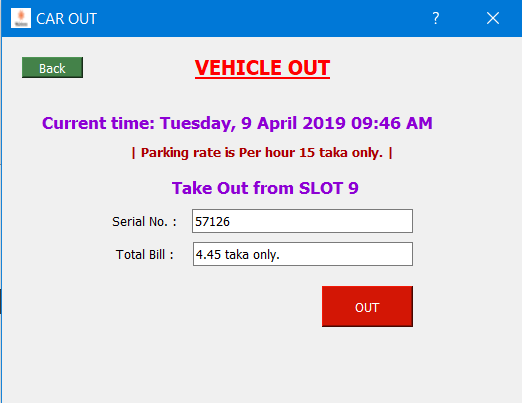 CAR OUT
Back
VEHICLE OUT
Current time: Tuesday, 9 April 2019 09:46 AM
| Parking rate is Per hour 15 taka only. |
Take Out from SLOT 9
Serial No. : 57126
Total Bill : 4.45 taka only.
OUT